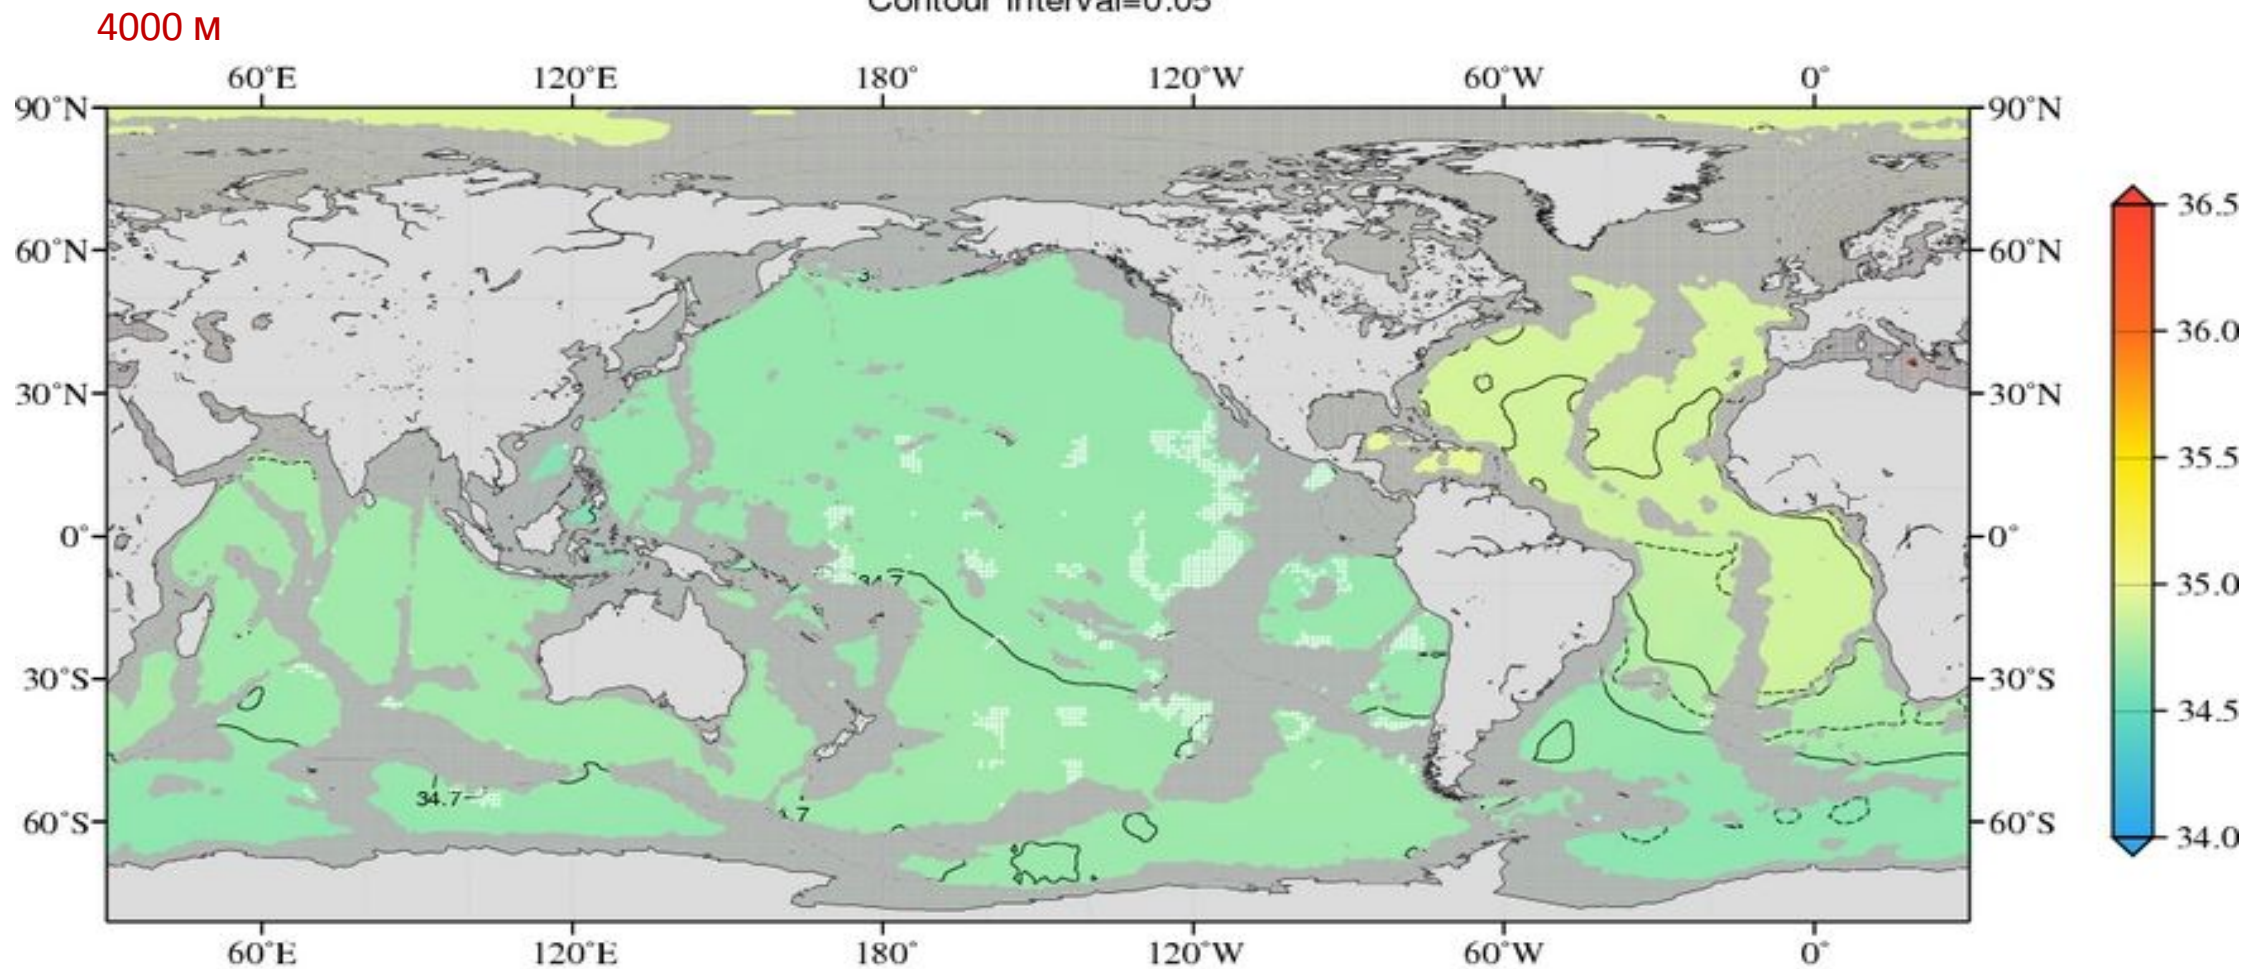 Contour Interval=0.05
4000 м
60°E 120°E 180° 120°W 60°W 0°
90°N 90°N
36.5
60°N 60°N
36.0
30°N 30°N
35.5
0° 0°
35.0
34.7
30°S 30°S
34.5
34.7
60°S 60°S
34.0
60°E 120°E 180° 120°W 60°W 0°